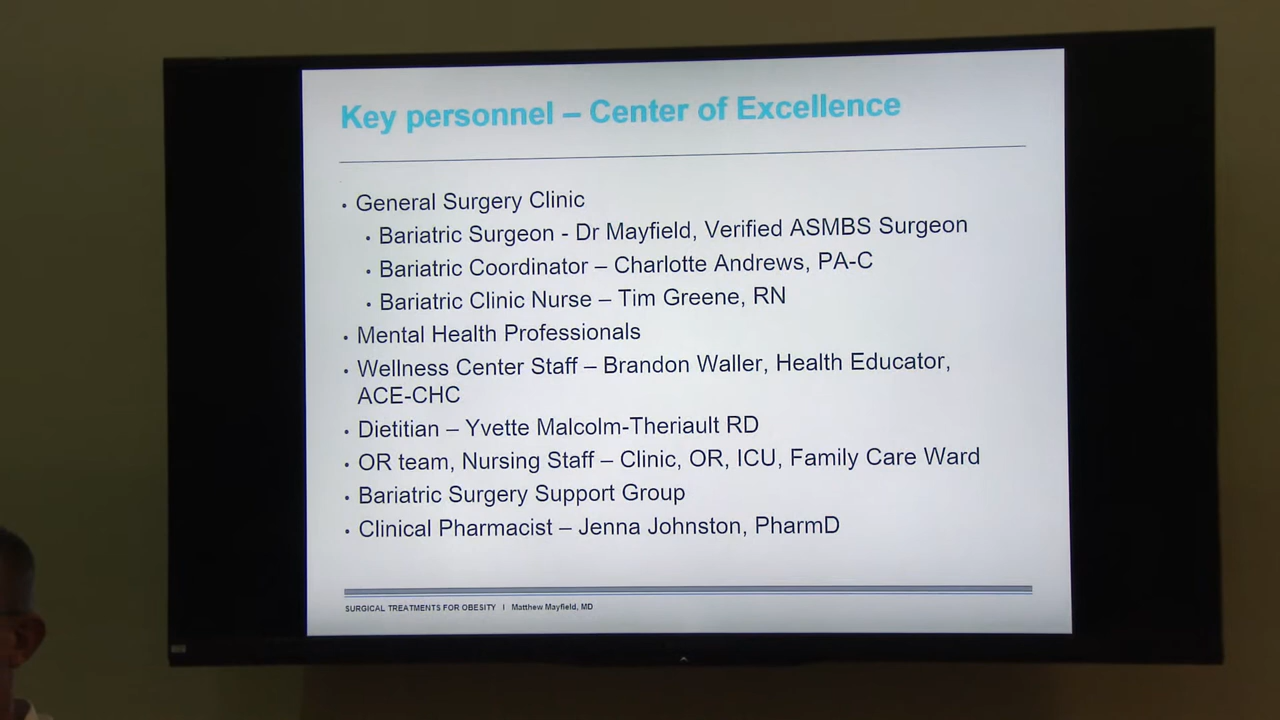 Key personnel – Center of Excellence
• General Surgery Clinic
• Bariatric Surgeon - Dr Mayfield, Verified ASMBS Surgeon
• Bariatric Coordinator – Charlotte Andrews, PA-C
• Bariatric Clinic Nurse – Tim Greene, RN
• Mental Health Professionals
• Wellness Center Staff – Brandon Waller, Health Educator,
ACE-CHC
• Dietitian – Yvette Malcolm-Theriault RD
• OR team, Nursing Staff – Clinic, OR, ICU, Family Care Ward
• Bariatric Surgery Support Group
• Clinical Pharmacist – Jenna Johnston, PharmD
SURGICAL TREATMENTS FOR OBESITY | Matthew Mayfield, MD